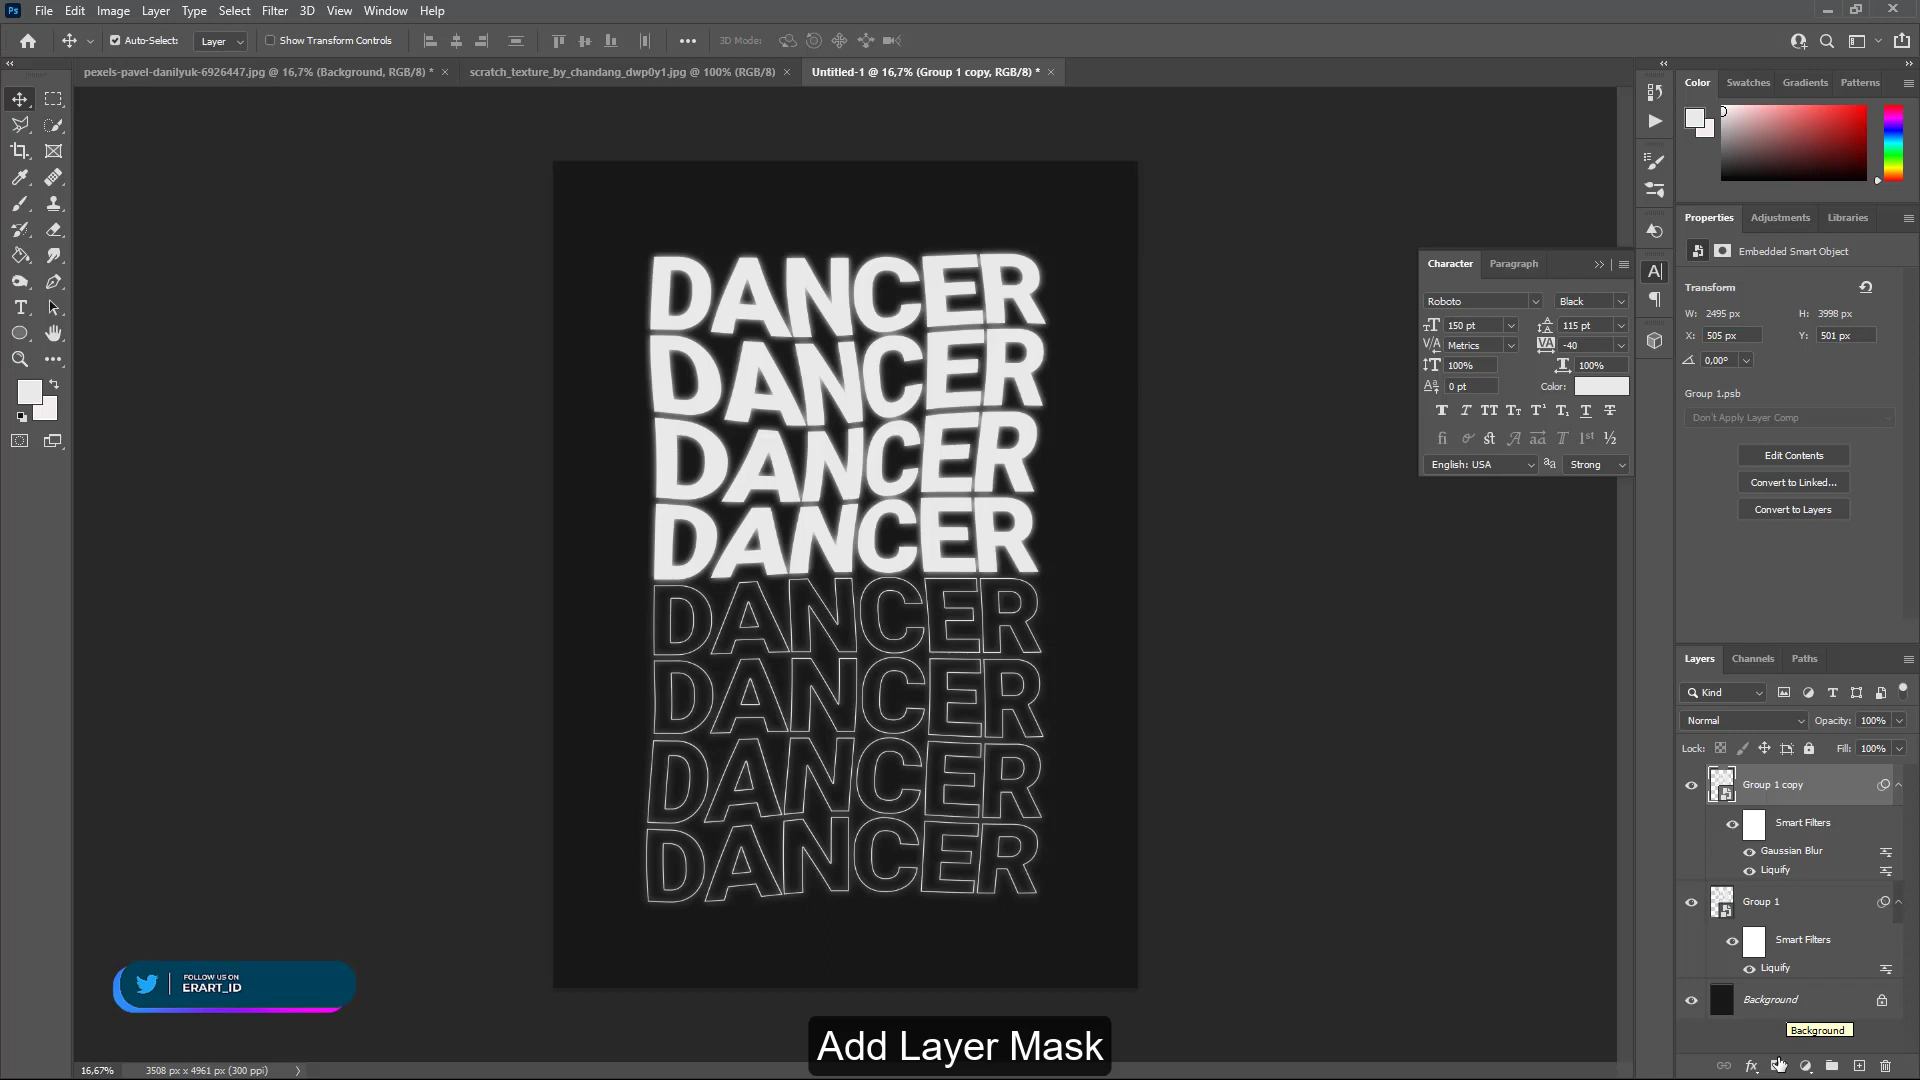 Ps File Edit Image Layer Type Select Filter 3D View Window Help
Auto-Select: Layer Show Transform Controls 3D Mode:
pexels-pavel-danilyuk-6926447.jpg @ 16,7% (Background, RGB/8) * scratch_texture_by_chandang_dwp0y1.jpg @ 100% (RGB/8) Untitled-1 @ 16,7% (Group 1 copy, RGB/8) *
Color Swatches Gradients Patterns
Properties Adjustments Libraries
Embedded Smart Object
Transform
W: 2495 px H: 3998 px
X: 505 px Y: 501 px
0,00°
Group 1.psb
Don't Apply Layer Comp
Edit Contents
Convert to Linked...
Convert to Layers
Character Paragraph
Roboto Black
150 pt 115 pt
Metrics -40
100% 100%
0 pt Color:
English: USA Strong
DANCER
DANCER
DANCER
DANCER
DANCER
DANCER
DANCER
DANCER
Layers Channels Paths
Kind
Normal Opacity: 100%
Lock: Fill: 100%
Group 1 copy
Smart Filters
Gaussian Blur
Liquify
Group 1
Smart Filters
Liquify
Background
Background
FOLLOW US ON
ERART_ID
Add Layer Mask
16,67% 3508 px x 4961 px (300 ppi)